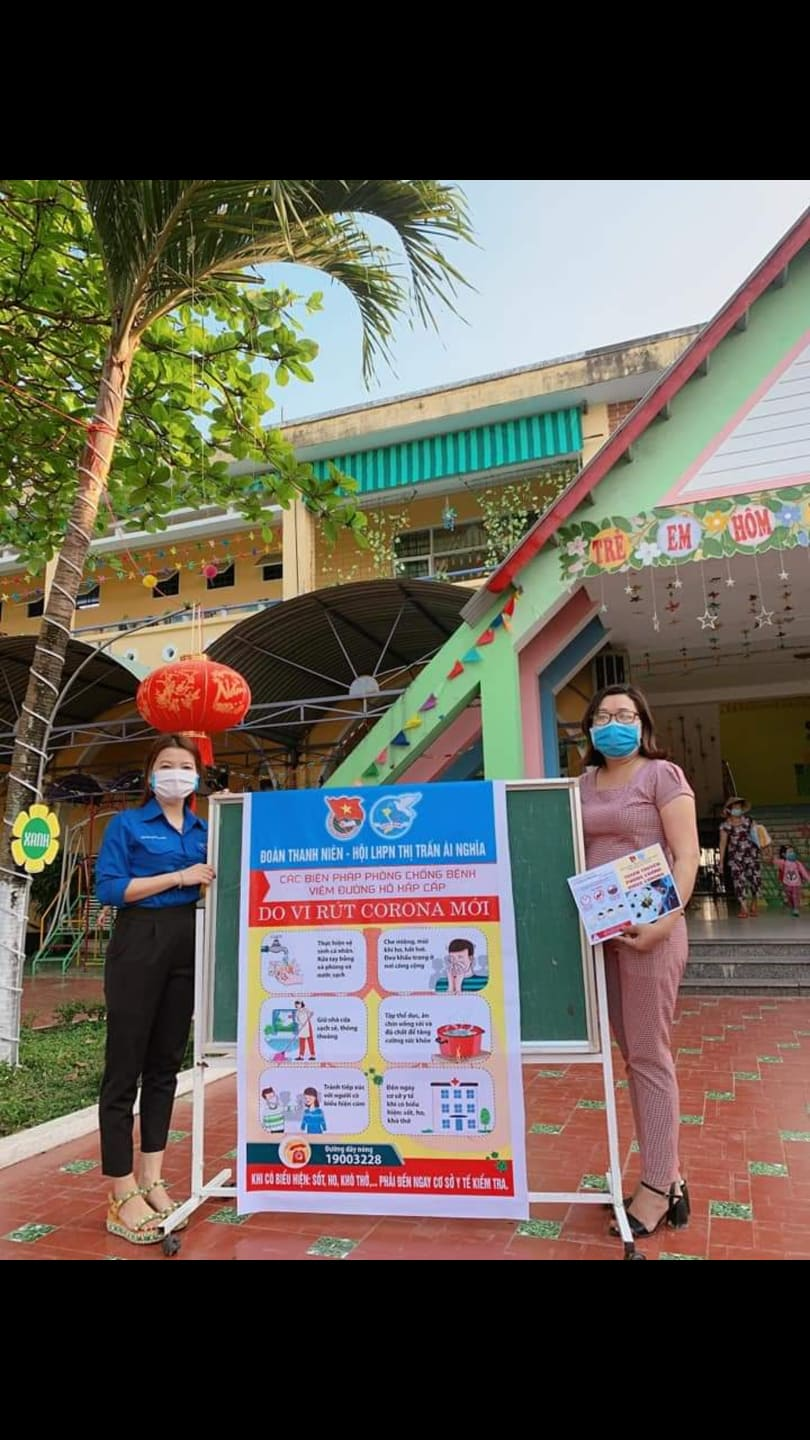 TRẺ EM HÔM
XANH
ĐOÀN THANH NIÊN - HỘI LHPN THỊ TRẤN ÁI NGHĨA
CÁC BIỆN PHÁP PHÒNG CHỐNG BỆNH
VIÊM ĐƯỜNG HÔ HẤP CẤP
DO VI RÚT CORONA MỚI
Thực hiện vệ
sinh cá nhân.
Rửa tay bằng
xà phòng và
nước sạch
Che miệng, mũi
khi ho, hắt hơi.
Đeo khẩu trang ở
nơi công cộng
Giữ nhà cửa
sạch sẽ, thông
thoáng
Tập thể dục, ăn
chín uống sôi và
đủ chất để tăng
cường sức khỏe
Tránh tiếp xúc
với người có
biểu hiện cúm
Đến ngay
cơ sở y tế
khi có biểu
hiện: sốt, ho,
khó thở
Đường dây nóng
19003228
KHI CÓ BIỂU HIỆN: SỐT, HO, KHÓ THỞ,... PHẢI ĐẾN NGAY CƠ SỞ Y TẾ KIỂM TRA.
TUYÊN TRUYỀN
PHÒNG CHỐNG